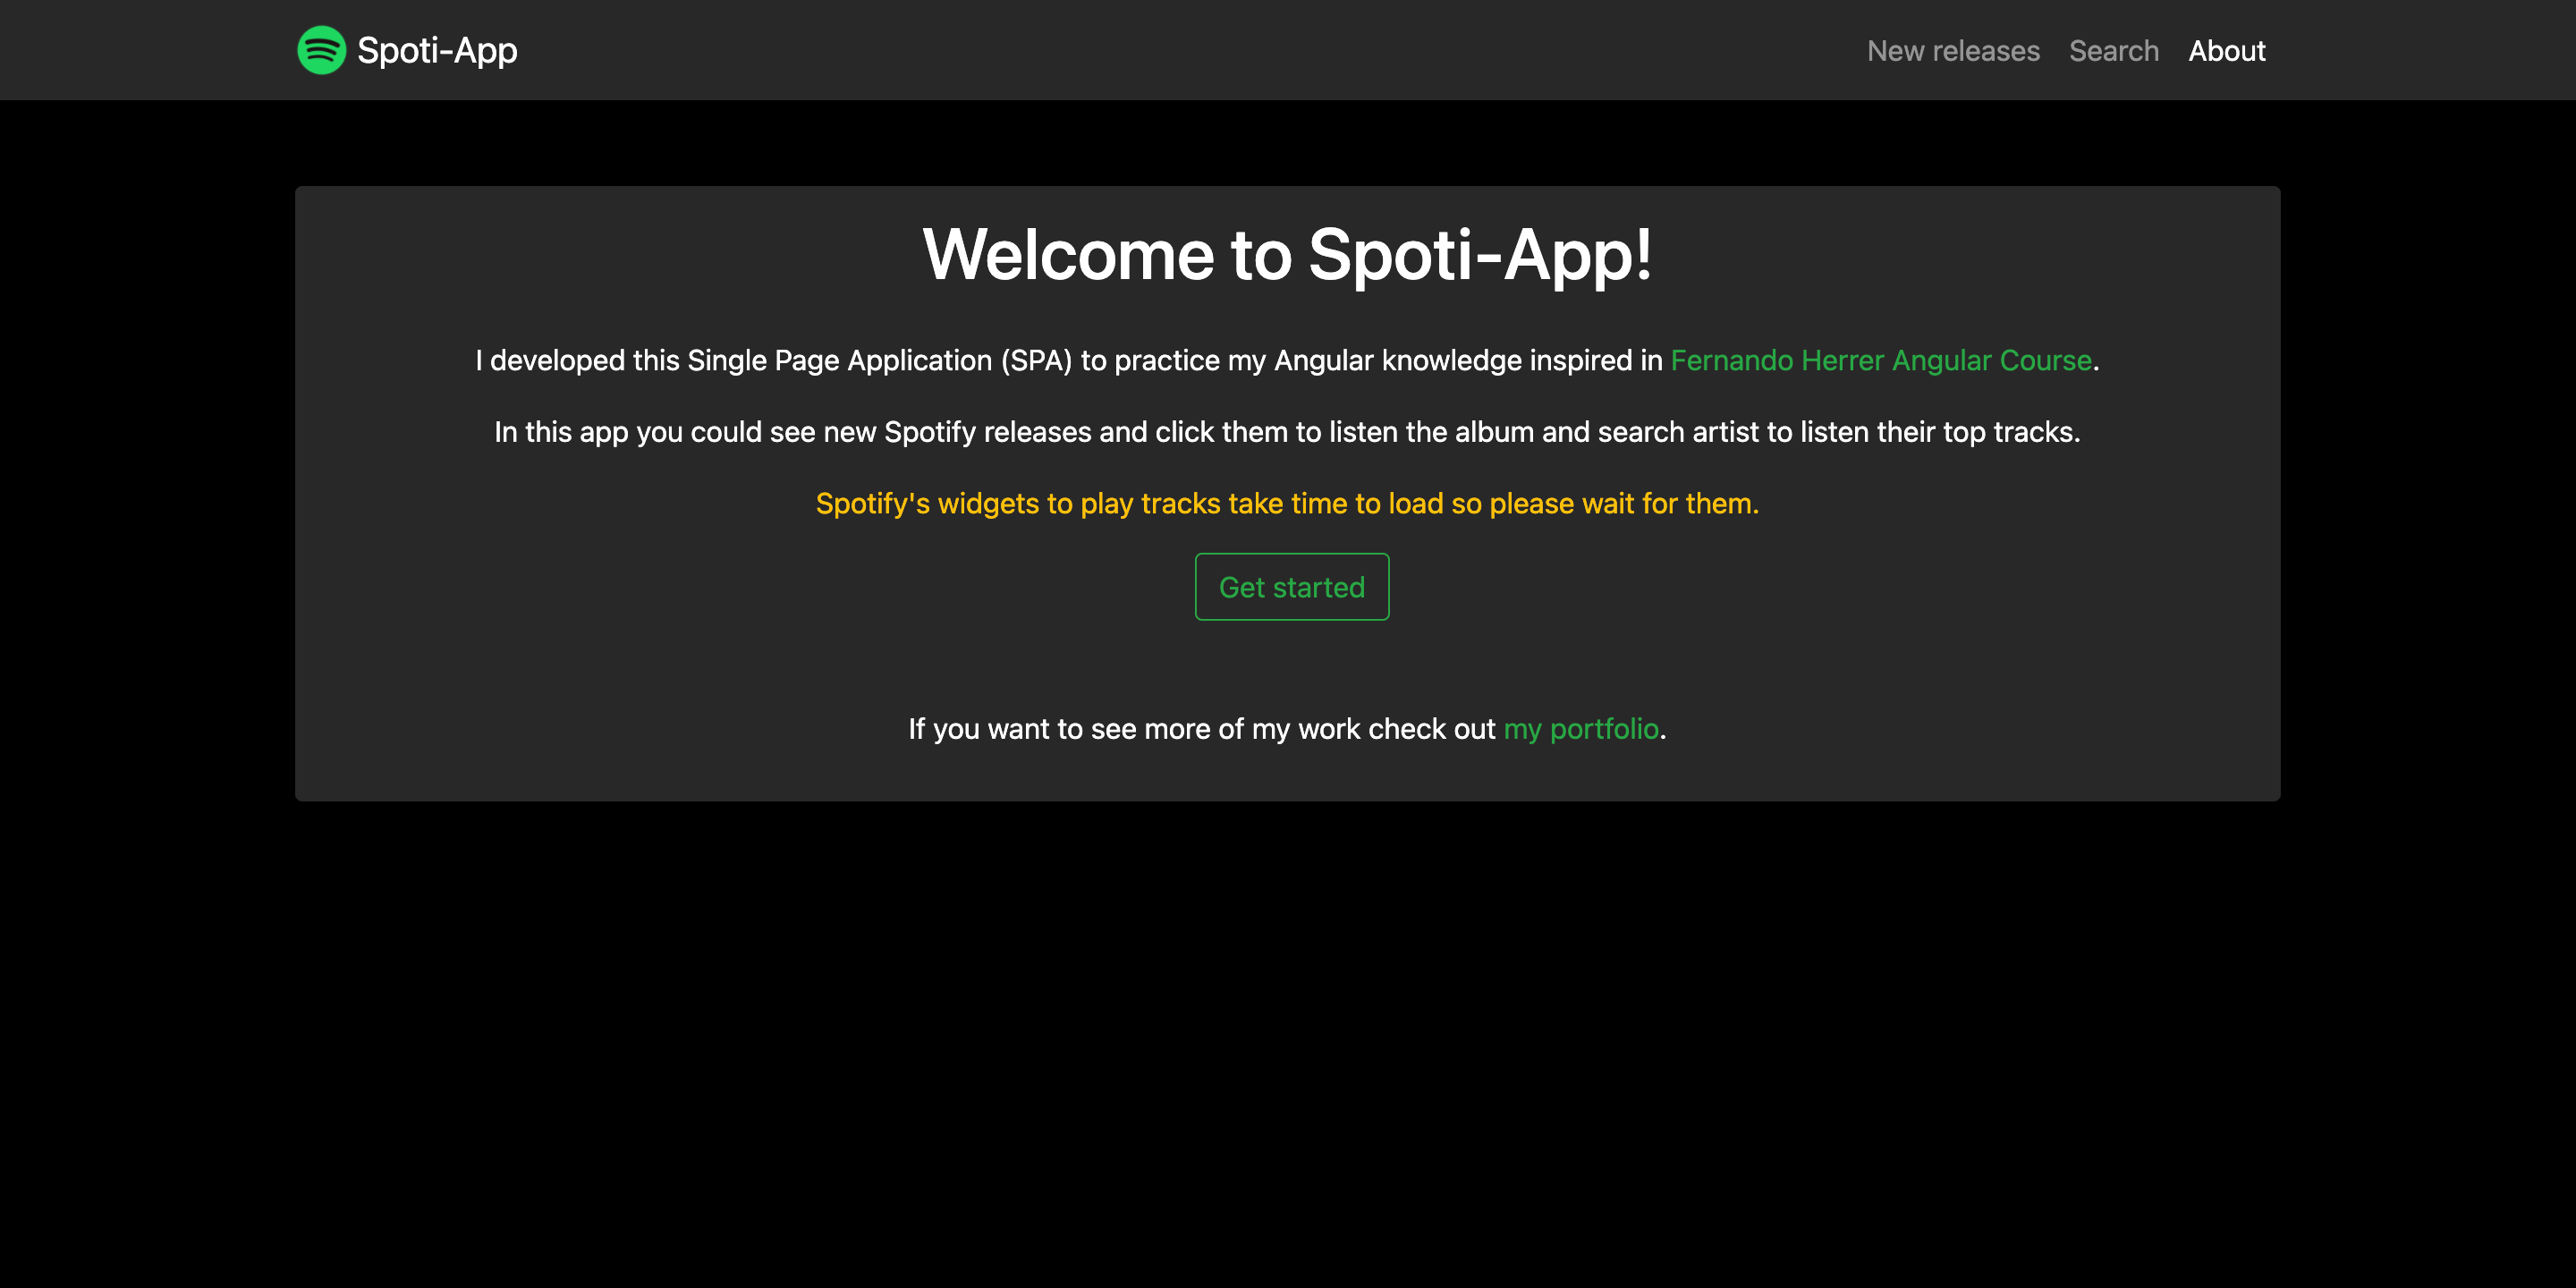 Spoti-App
New releases Search About
Welcome to Spoti-App!
I developed this Single Page Application (SPA) to practice my Angular knowledge inspired in Fernando Herrer Angular Course.
In this app you could see new Spotify releases and click them to listen the album and search artist to listen their top tracks.
Spotify's widgets to play tracks take time to load so please wait for them.
Get started
If you want to see more of my work check out my portfolio.